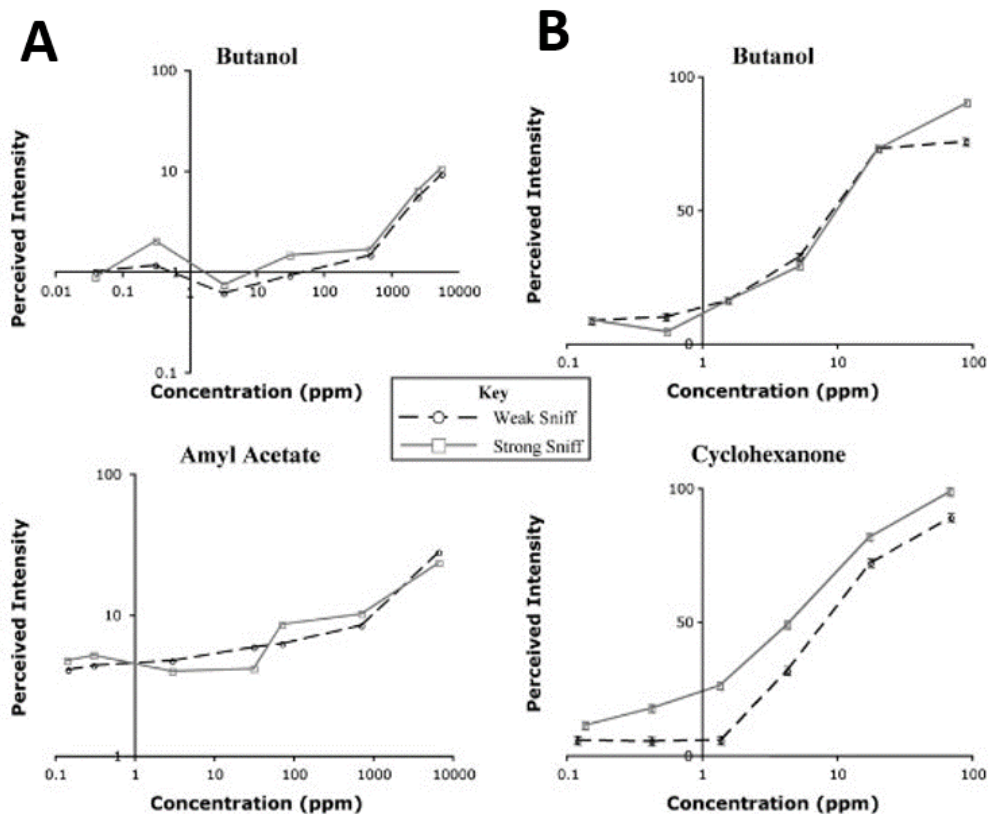 A
Butanol
100
10
1
0.1
0.01 0.1 1 10 100 1000 10000
Perceived Intensity
Concentration (ppm)
B
Butanol
100
50
0
0.1 1 10 100
Perceived Intensity
Concentration (ppm)
Key
Weak Sniff
Strong Sniff
Amyl Acetate
100
10
1
0.1 1 10 100 1000 10000
Perceived Intensity
Concentration (ppm)
Cyclohexanone
100
50
0
0.1 1 10 100
Perceived Intensity
Concentration (ppm)